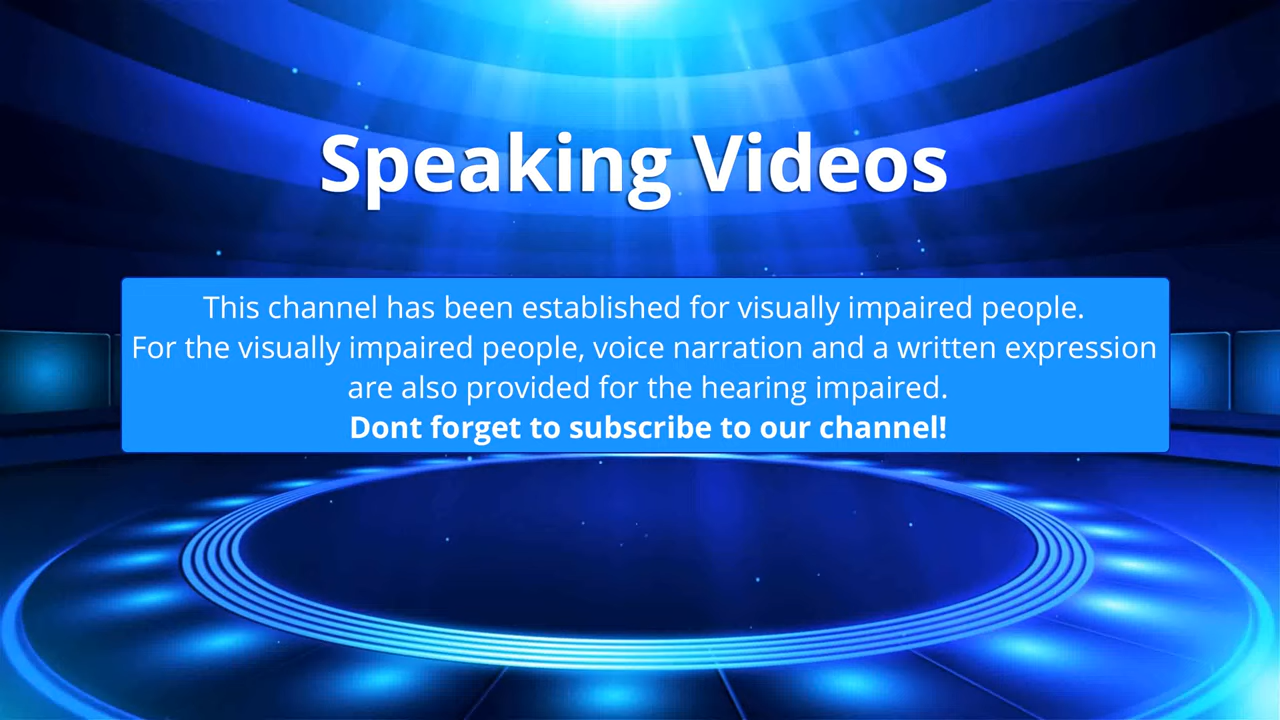 Speaking Videos
This channel has been established for visually impaired people.
For the visually impaired people, voice narration and a written expression
are also provided for the hearing impaired.
Dont forget to subscribe to our channel!